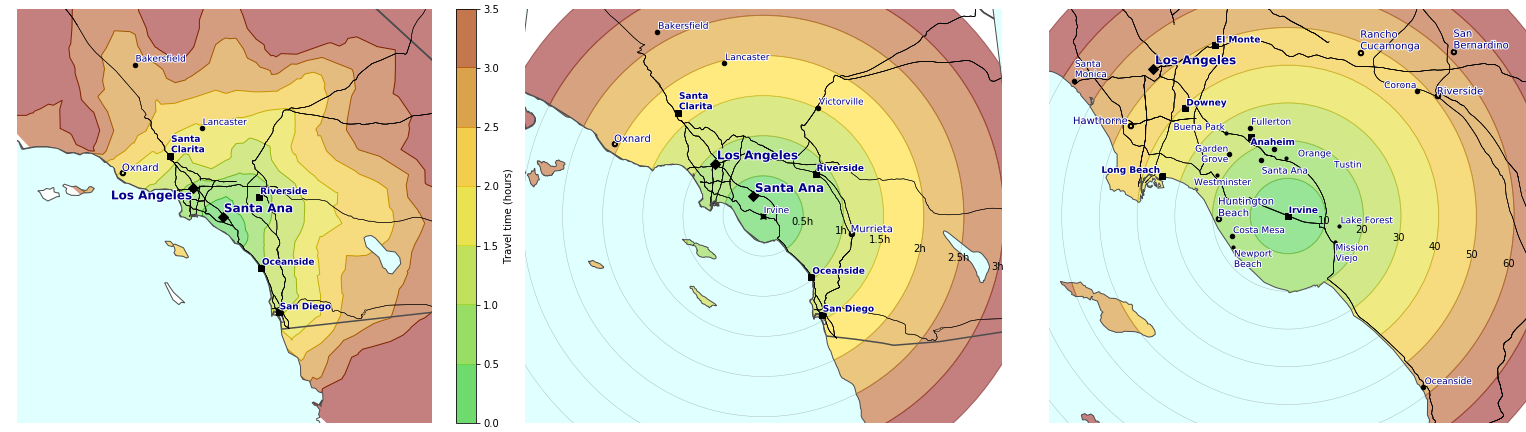 Bakersfield
Lancaster
Santa
Clarita
Oxnard
Los Angeles
Riverside
Santa Ana
Oceanside
San Diego
3.5
3.0
2.5
2.0
1.5
1.0
0.5
0.0
Travel time (hours)
Bakersfield
Lancaster
Santa
Clarita
Victorville
Oxnard
Los Angeles
Riverside
Santa Ana
Irvine
0.5h
1h
Murrieta
1.5h
2h
2.5h
3h
Oceanside
San Diego
El Monte
Rancho
Cucamonga
San
Bernardino
Los Angeles
Santa
Monica
Corona
Riverside
Downey
Hawthorne
Buena Park
Fullerton
Anaheim
Garden
Grove
Orange
Santa Ana
Tustin
Long Beach
Westminster
Huntington
Beach
Irvine
10
20
30
40
50
60
Lake Forest
Costa Mesa
Newport
Beach
Mission
Viejo
Oceanside